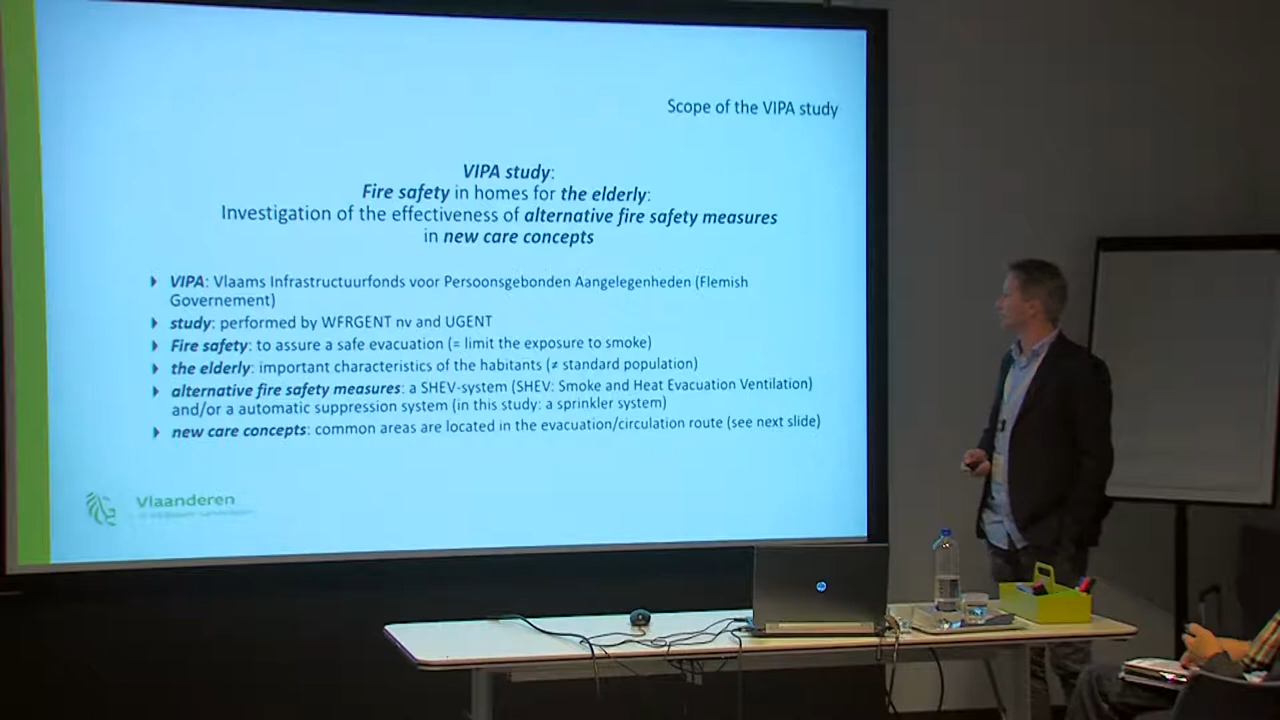 Scope of the VIPA study
VIPA study:
Fire safety in homes for the elderly:
Investigation of the effectiveness of alternative fire safety measures
in new care concepts
VIPA: Vlaams Infrastructuurfonds voor Persoonsgebonden Aangelegenheden (Flemish
Governement)
study: performed by WFRGENT nv and UGENT
Fire safety: to assure a safe evacuation (= limit the exposure to smoke)
the elderly: important characteristics of the habitants (≠ standard population)
alternative fire safety measures: a SHEV-system (SHEV: Smoke and Heat Evacuation Ventilation)
and/or a automatic suppression system (in this study: a sprinkler system)
new care concepts: common areas are located in the evacuation/circulation route (see next slide)
Vlaanderen
hp